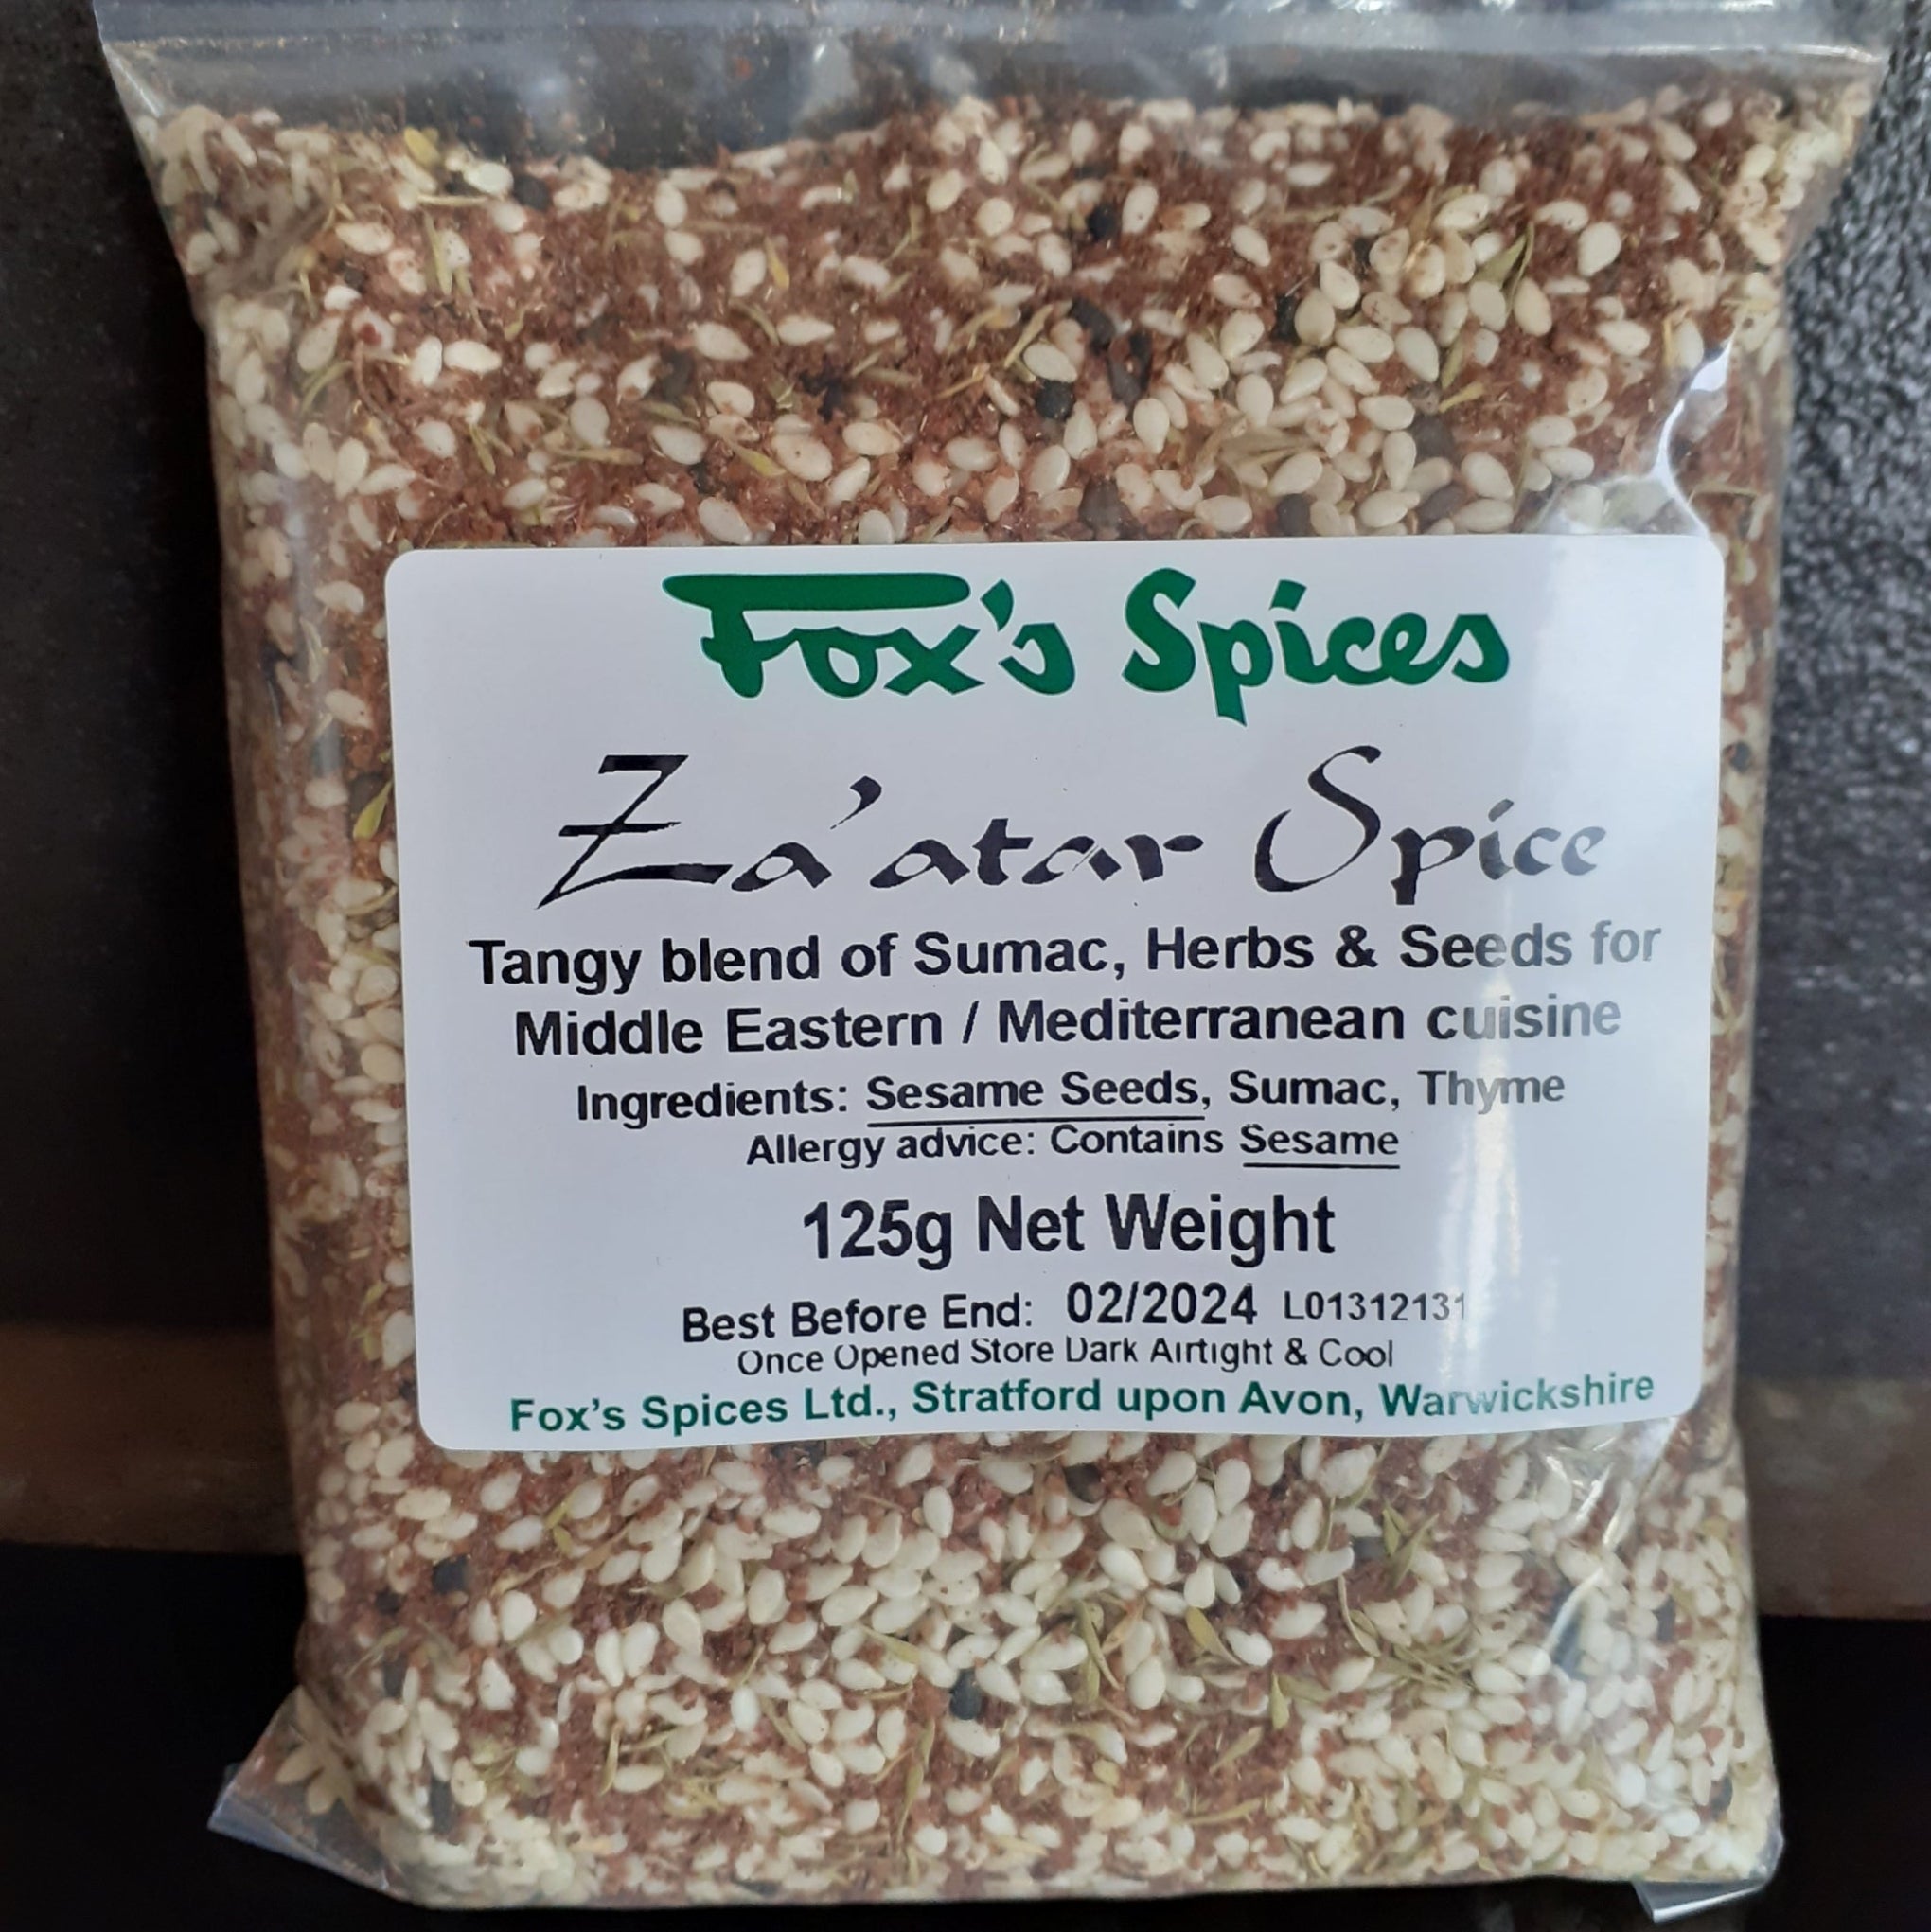 Fox's Spices
Za'atar Spice
Tangy blend of Sumac, Herbs & Seeds for
Middle Eastern / Mediterranean cuisine
Ingredients: Sesame Seeds, Sumac, Thyme
Allergy advice: Contains Sesame
125g Net Weight
Best Before End: 02/2024 L01312131
Once Opened Store Dark Airtight & Cool
Fox's Spices Ltd., Stratford upon Avon, Warwickshire